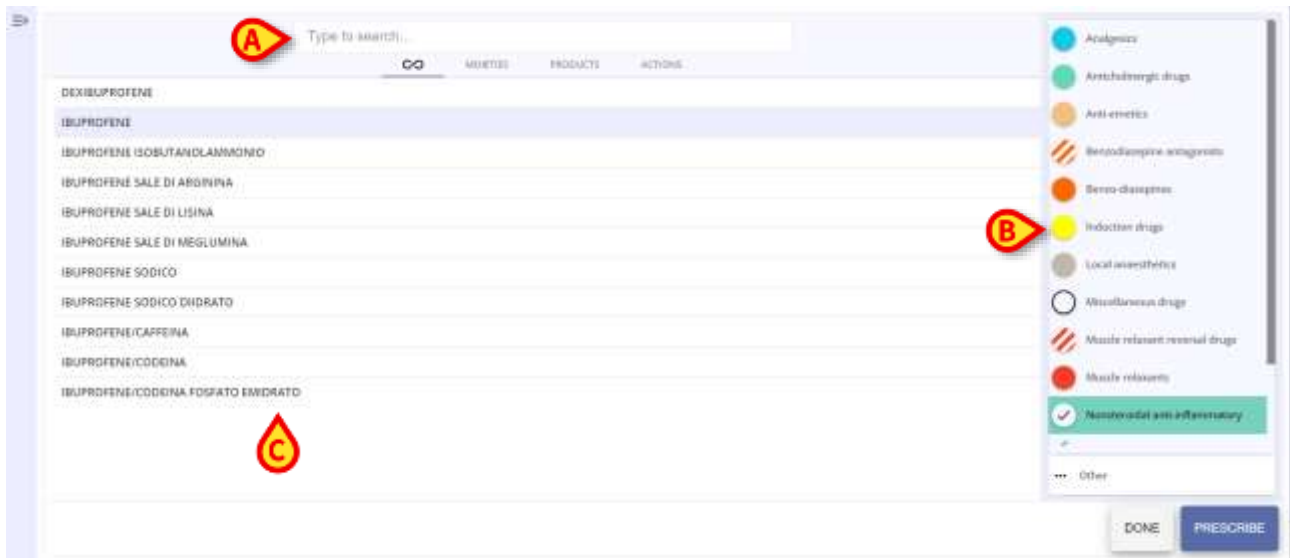 A
Type to search...
MOIETIES PRODUCTS ACTIONS
DEXIBUPROFENE
IBUPROFENE
IBUPROFENE ISOBUTANOLAMMONIO
IBUPROFENE SALE DI ARGININA
IBUPROFENE SALE DI LISINA
IBUPROFENE SALE DI MEGLUMINA
IBUPROFENE SODICO
IBUPROFENE SODICO DIIDRATO
IBUPROFENE/CAFFEINA
IBUPROFENE/CODEINA
IBUPROFENE/CODEINA FOSFATO EMIDRATO
C
Analgesics
Anticholinergic drugs
Anti-emetics
Benzodiazepine antagonists
Benzo-diazepines
B
Induction drugs
Local anaesthetics
Miscellaneous drugs
Muscle relaxant reversal drugs
Muscle relaxants
Nonsteroidal anti-inflammatory
Other
DONE
PRESCRIBE